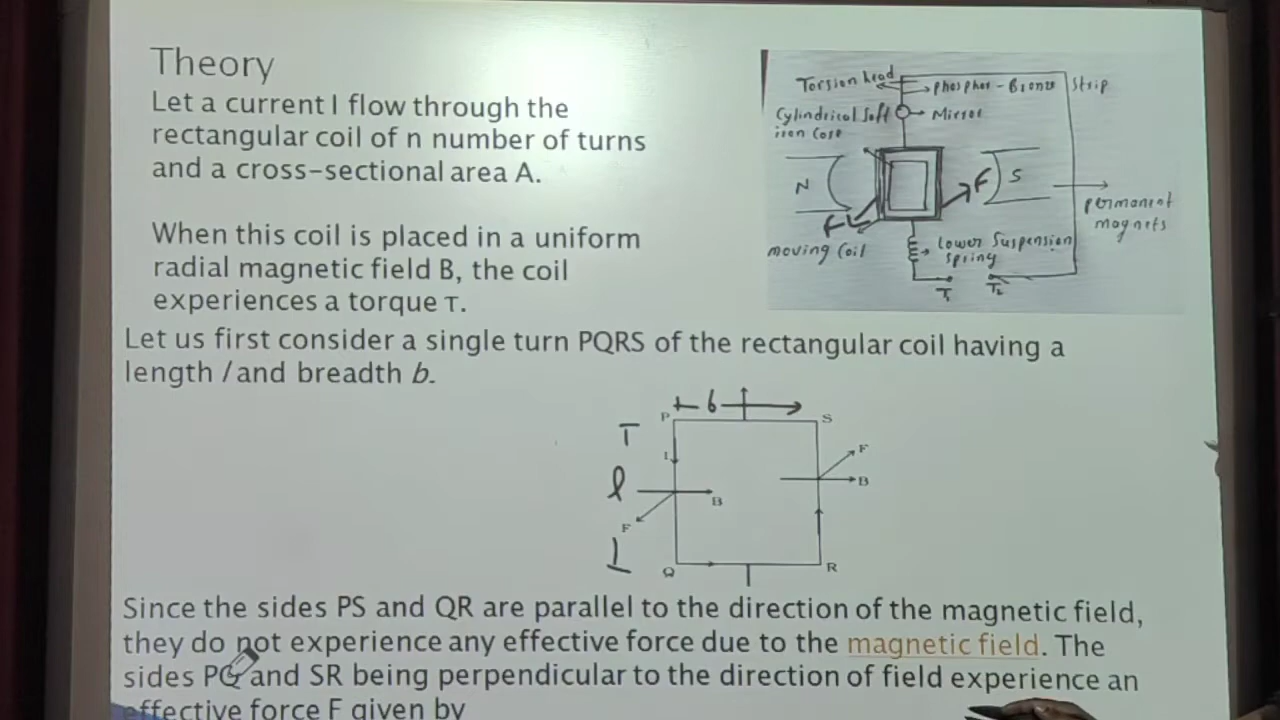 Theory
Let a current I flow through the
rectangular coil of n number of turns
and a cross-sectional area A.
When this coil is placed in a uniform
radial magnetic field B, the coil
experiences a torque τ.
Torsion head
phosphor-Bronze Strip
Cylindrical Soft
iron Core
Mirror
N
F
S
F
permanent
magnets
moving Coil
Lower Suspension
spring
T1
T2
Let us first consider a single turn PQRS of the rectangular coil having a
length l and breadth b.
b
P
S
I
l
F
B
F
B
Q
R
Since the sides PS and QR are parallel to the direction of the magnetic field,
they do not experience any effective force due to the magnetic field. The
sides PQ and SR being perpendicular to the direction of field experience an
effective force F given by